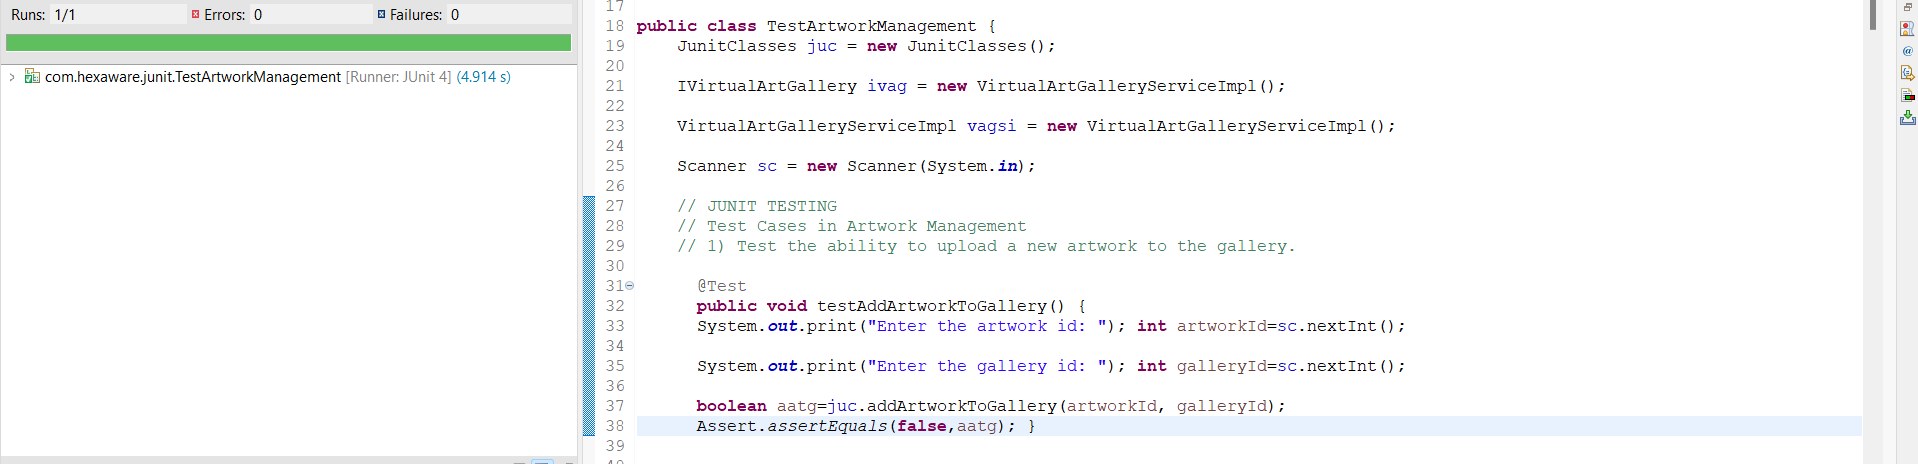 Runs: 1/1 Errors: 0 Failures: 0
com.hexaware.junit.TestArtworkManagement [Runner: JUnit 4] (4.914 s)
17
18 public class TestArtworkManagement {
19 JunitClasses juc = new JunitClasses();
20
21 IVirtualArtGallery ivag = new VirtualArtGalleryServiceImpl();
22
23 VirtualArtGalleryServiceImpl vagsi = new VirtualArtGalleryServiceImpl();
24
25 Scanner sc = new Scanner(System.in);
26
27 // JUNIT TESTING
28 // Test Cases in Artwork Management
29 // 1) Test the ability to upload a new artwork to the gallery.
30
31 @Test
32 public void testAddArtworkToGallery() {
33 System.out.print("Enter the artwork id: "); int artworkId=sc.nextInt();
34
35 System.out.print("Enter the gallery id: "); int galleryId=sc.nextInt();
36
37 boolean aatg=juc.addArtworkToGallery(artworkId, galleryId);
38 Assert.assertEquals(false,aatg); }
39